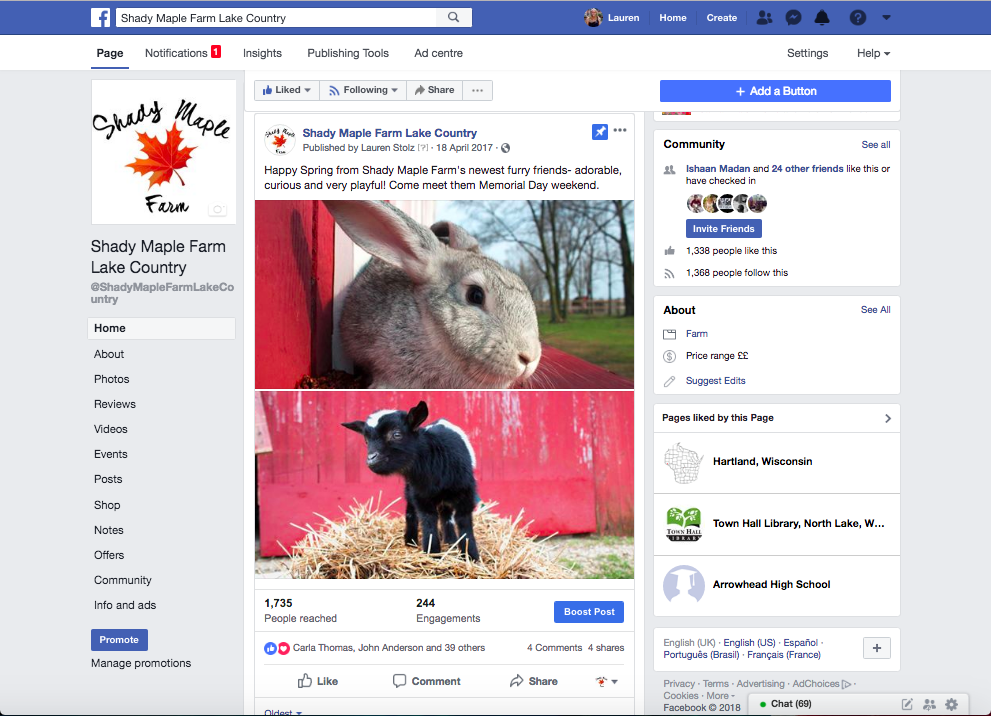 Shady Maple Farm Lake Country
Lauren
Home
Create
Page
Notifications 1
Insights
Publishing Tools
Ad centre
Settings
Help
Shady Maple
Farm
Shady Maple Farm
Lake Country
@ShadyMapleFarmLakeCo
untry
Home
About
Photos
Reviews
Videos
Events
Posts
Shop
Notes
Offers
Community
Info and ads
Promote
Manage promotions
Liked
Following
Share
+ Add a Button
Shady Maple Farm Lake Country
Published by Lauren Stolz [?] · 18 April 2017 ·
Happy Spring from Shady Maple Farm's newest furry friends- adorable,
curious and very playful! Come meet them Memorial Day weekend.
1,735
People reached
244
Engagements
Boost Post
Carla Thomas, John Anderson and 39 others
4 Comments 4 shares
Like
Comment
Share
Oldest
Community
See all
Ishaan Madan and 24 other friends like this or
have checked in
Invite Friends
1,338 people like this
1,368 people follow this
About
See All
Farm
Price range ££
Suggest Edits
Pages liked by this Page
Hartland, Wisconsin
TOWN HALL
LIBRARY
Town Hall Library, North Lake, W...
Arrowhead High School
English (UK) · English (US) · Español ·
Português (Brasil) · Français (France)
Privacy · Terms · Advertising · AdChoices ·
Cookies · More
Facebook © 2018
Chat (69)